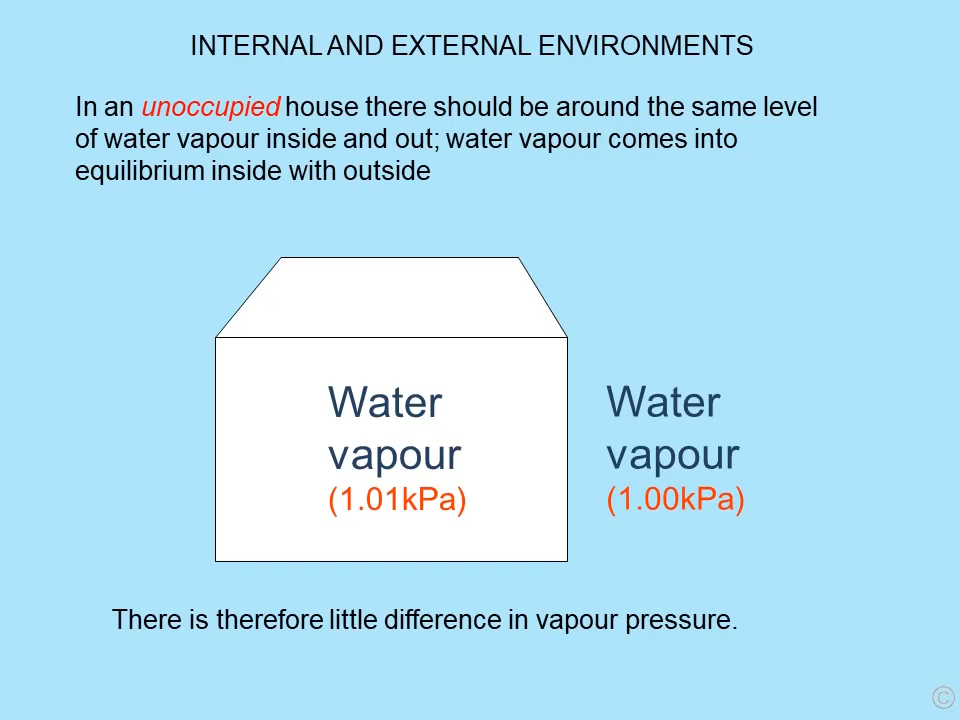 INTERNAL AND EXTERNAL ENVIRONMENTS
In an unoccupied house there should be around the same level
of water vapour inside and out; water vapour comes into
equilibrium inside with outside
Water
vapour
(1.01kPa)
Water
vapour
(1.00kPa)
There is therefore little difference in vapour pressure.
©